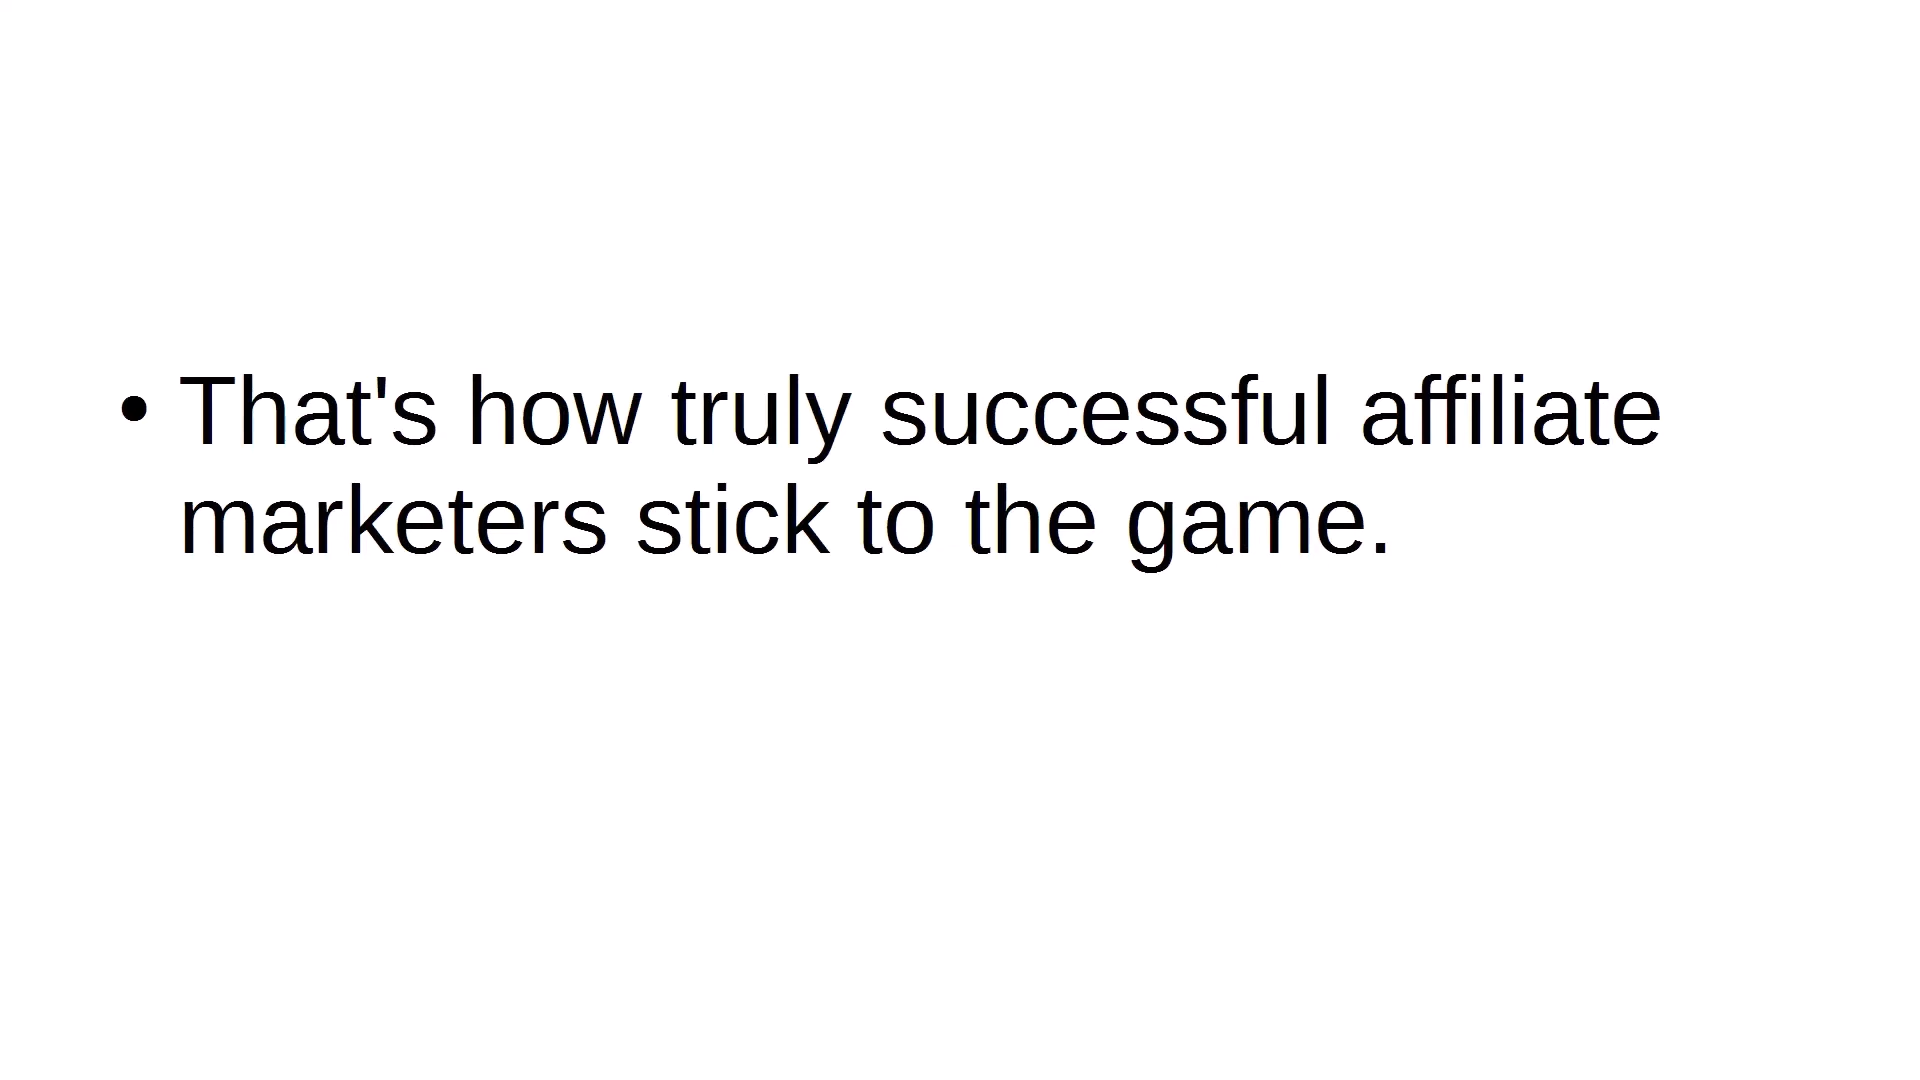 • That's how truly successful affiliate
marketers stick to the game.